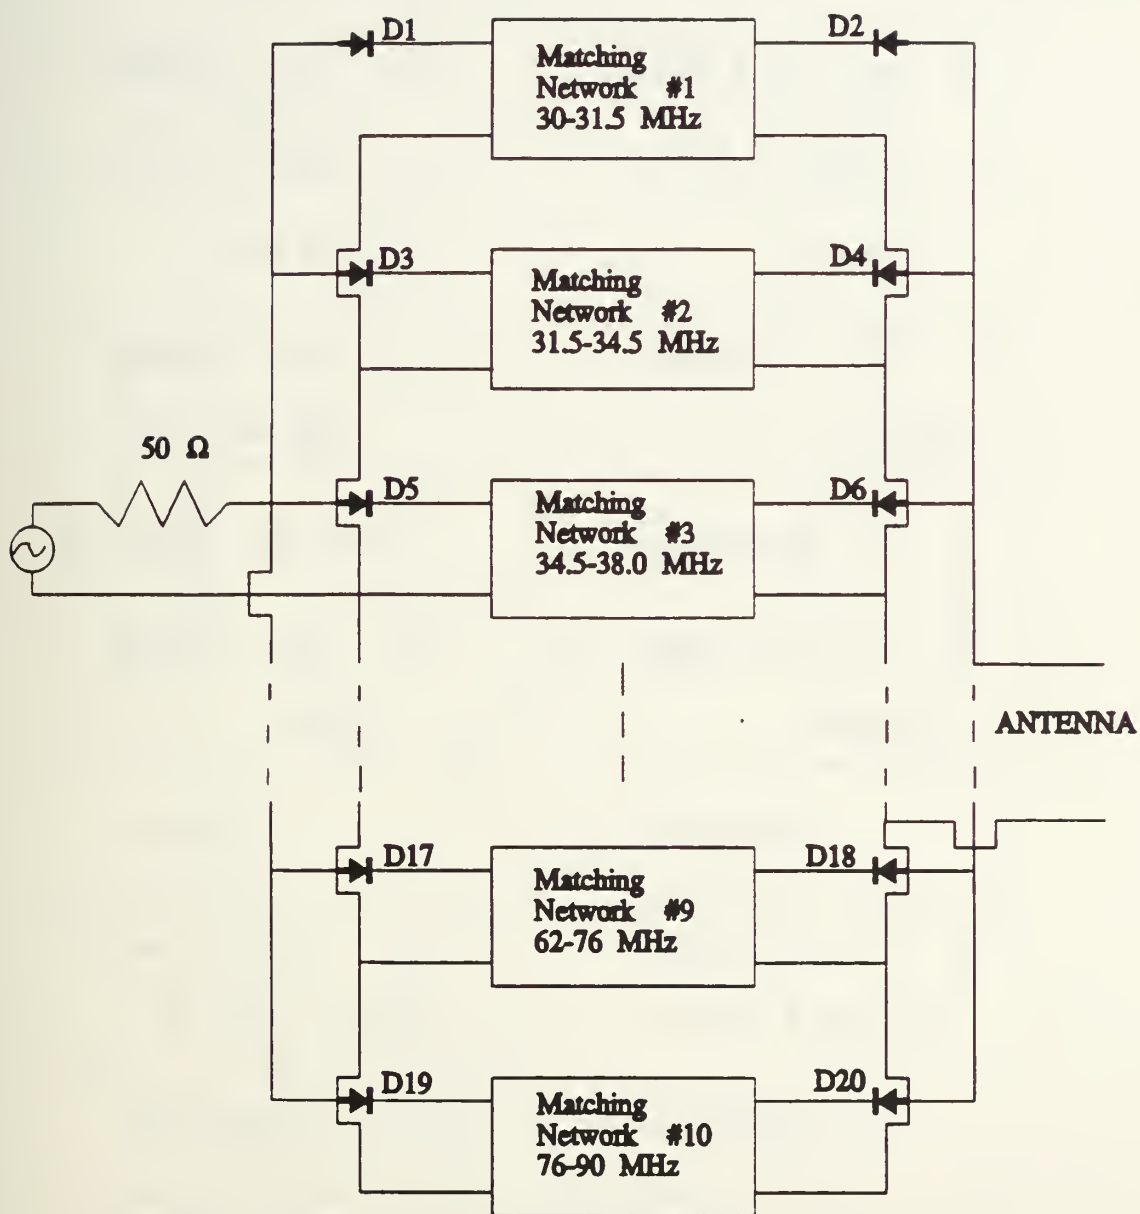 D1
D2
Matching
Network #1
30-31.5 MHz
D3
D4
Matching
Network #2
31.5-34.5 MHz
50 Ω
D5
D6
Matching
Network #3
34.5-38.0 MHz
ANTENNA
D17
D18
Matching
Network #9
62-76 MHz
D19
D20
Matching
Network #10
76-90 MHz